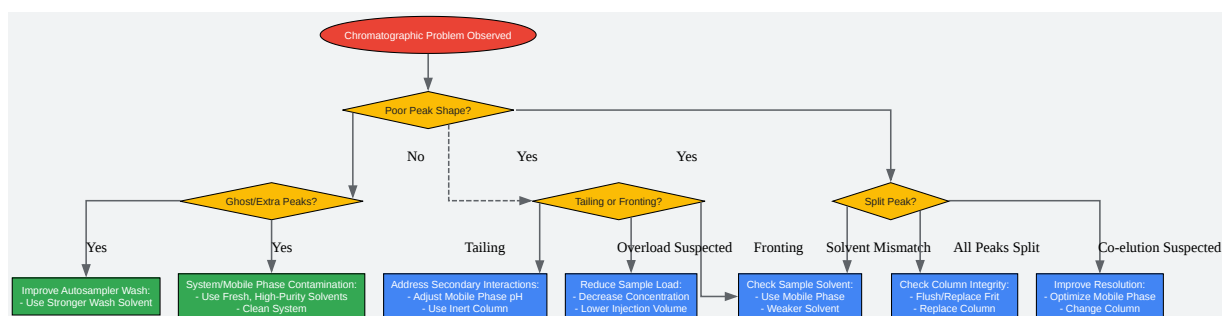 Chromatographic Problem Observed
Poor Peak Shape?
No
Yes
Yes
Ghost/Extra Peaks?
Tailing or Fronting?
Split Peak?
Yes
Yes
Tailing
Overload Suspected
Fronting
Solvent Mismatch
All Peaks Split
Co-elution Suspected
Improve Autosampler Wash:
- Use Stronger Wash Solvent
System/Mobile Phase Contamination:
- Use Fresh, High-Purity Solvents
- Clean System
Address Secondary Interactions:
- Adjust Mobile Phase pH
- Use Inert Column
Reduce Sample Load:
- Decrease Concentration
- Lower Injection Volume
Check Sample Solvent:
- Use Mobile Phase
- Weaker Solvent
Check Column Integrity:
- Flush/Replace Frit
- Replace Column
Improve Resolution:
- Optimize Mobile Phase
- Change Column